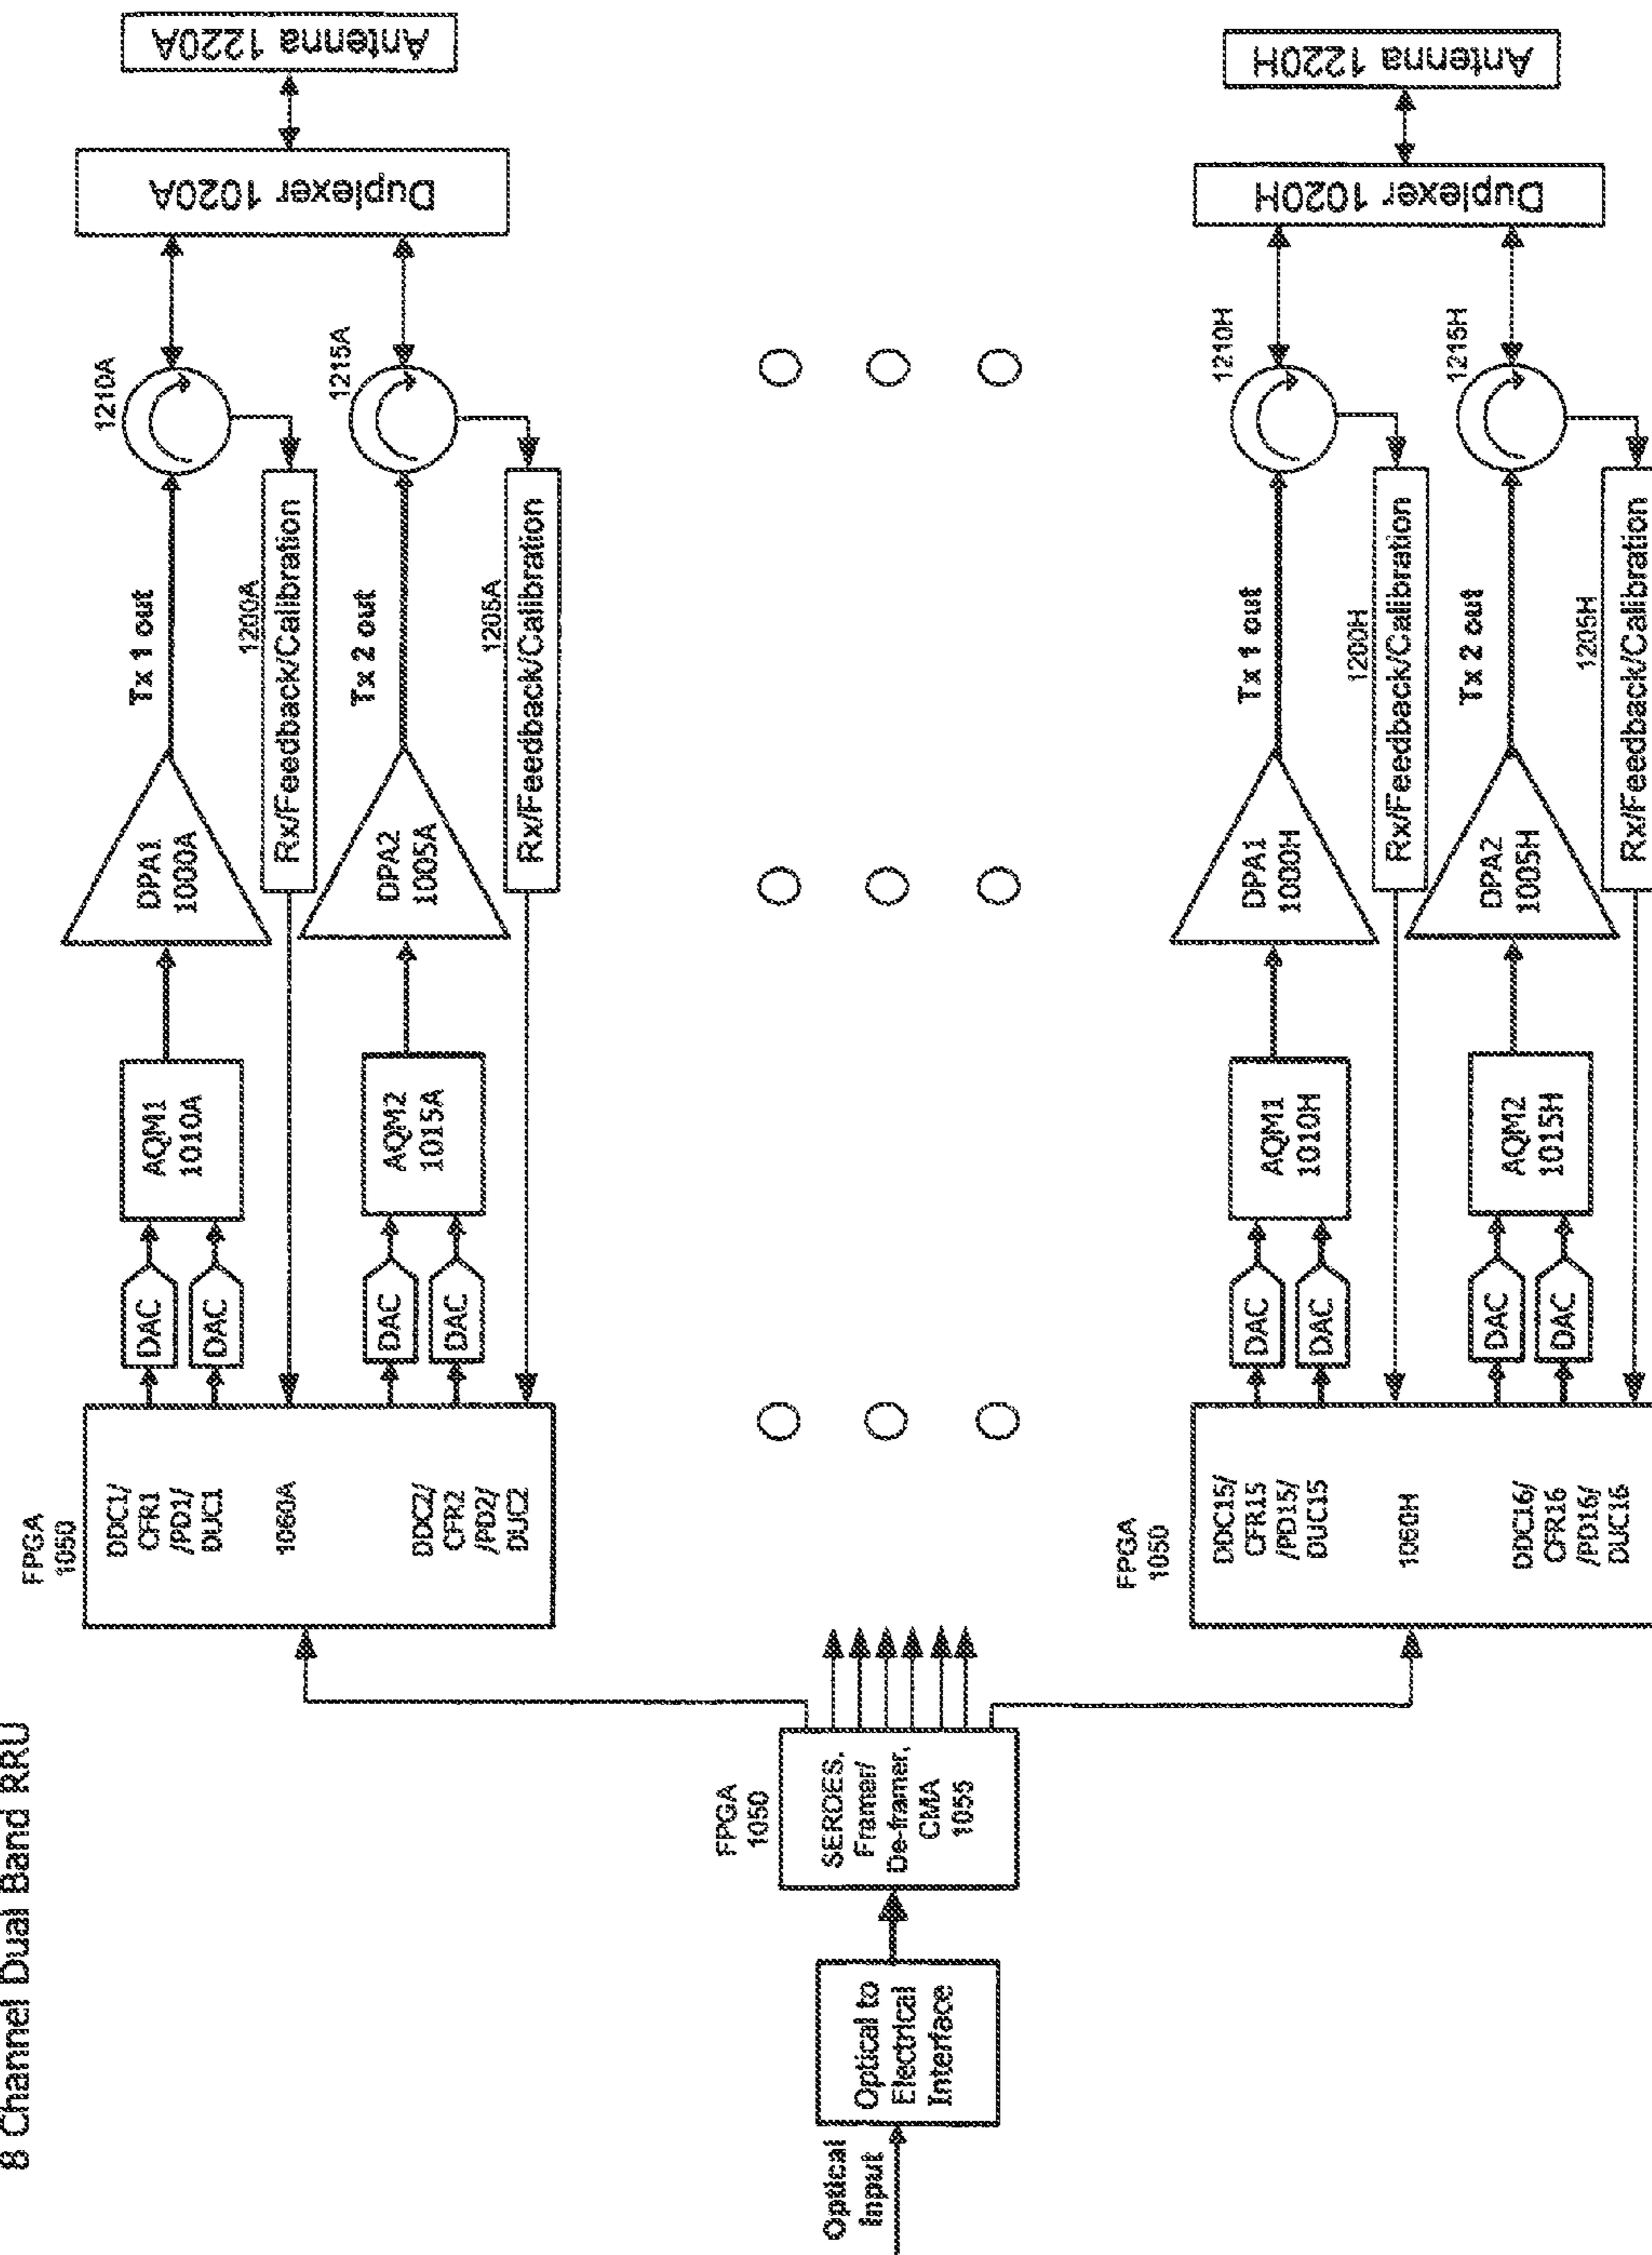 8 Channel Dual Band RRU
Optical
Input
Optical to
Electrical
Interface
FPGA
1050
SERDES,
Framer/
De-framer,
CMA
1055
FPGA
1050
DDC1/
CFR1
/PD1/
DUC1
1060A
DDC2/
CFR2
/PD2/
DUC2
DAC
DAC
DAC
DAC
AQM1
1010A
AQM2
1015A
DPA1
1000A
DPA2
1005A
Tx 1 out
1200A
Rx/Feedback/Calibration
Tx 2 out
1205A
Rx/Feedback/Calibration
1210A
1215A
Duplexer 1020A
Antenna 1220A
FPGA
1050
DDC15/
CFR15
/PD15/
DUC15
1060H
DDC16/
CFR16
/PD16/
DUC16
DAC
DAC
DAC
DAC
AQM1
1010H
AQM2
1015H
DPA1
1000H
DPA2
1005H
Tx 1 out
1200H
Rx/Feedback/Calibration
Tx 2 out
1205H
Rx/Feedback/Calibration
1210H
1215H
Duplexer 1020H
Antenna 1220H